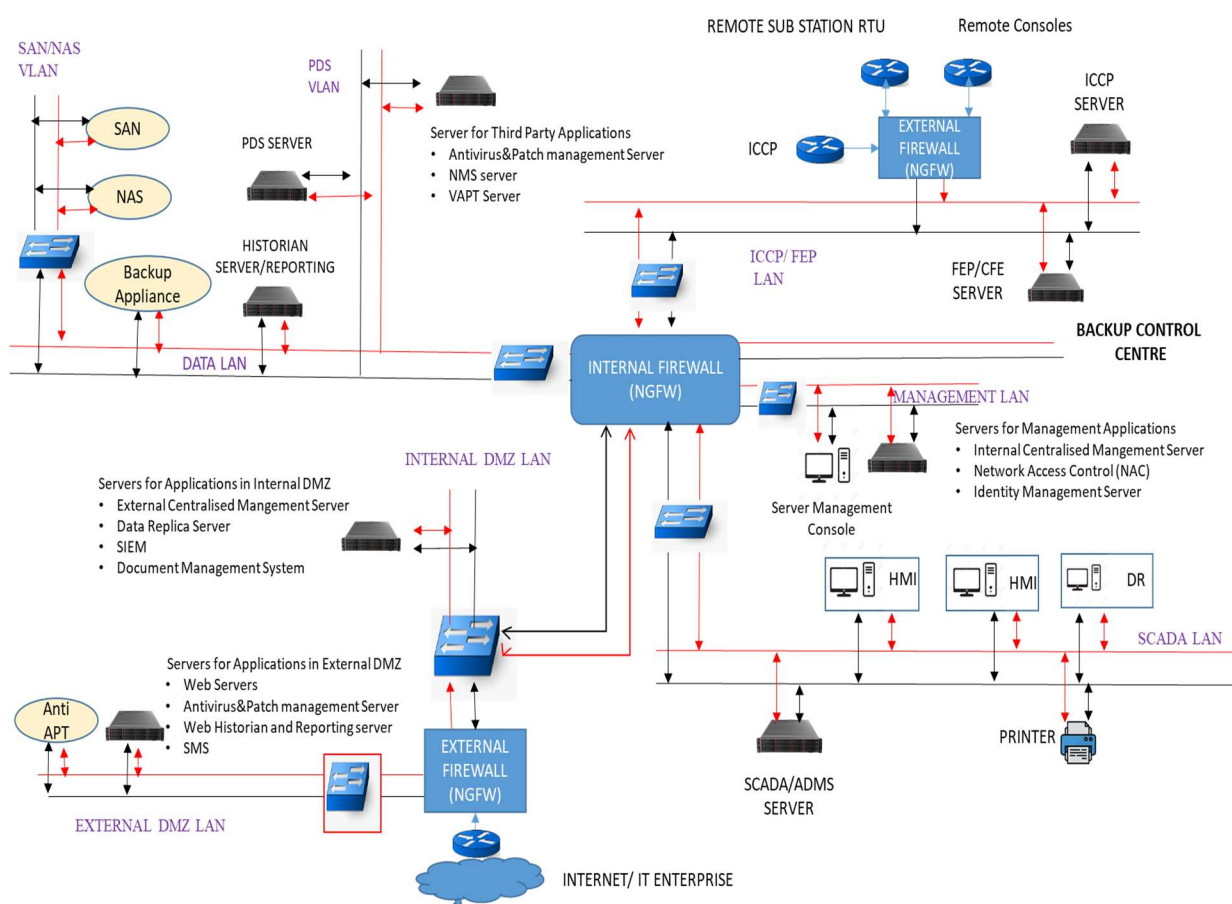 REMOTE SUB STATION RTU
Remote Consoles
SAN/NAS
VLAN
SAN
NAS
Backup
Appliance
PDS
VLAN
PDS SERVER
HISTORIAN
SERVER/REPORTING
Server for Third Party Applications
• Antivirus&Patch management Server
• NMS server
• VAPT Server
ICCP
EXTERNAL
FIREWALL
(NGFW)
ICCP
SERVER
ICCP/ FEP
LAN
FEP/CFE
SERVER
BACKUP CONTROL
CENTRE
DATA LAN
INTERNAL FIREWALL
(NGFW)
MANAGEMENT LAN
Servers for Management Applications
• Internal Centralised Mangement Server
• Network Access Control (NAC)
• Identity Management Server
Server Management
Console
INTERNAL DMZ LAN
Servers for Applications in Internal DMZ
• External Centralised Mangement Server
• Data Replica Server
• SIEM
• Document Management System
HMI
HMI
DR
SCADA LAN
SCADA/ADMS
SERVER
PRINTER
Servers for Applications in External DMZ
• Web Servers
• Antivirus&Patch management Server
• Web Historian and Reporting server
• SMS
Anti
APT
EXTERNAL
FIREWALL
(NGFW)
EXTERNAL DMZ LAN
INTERNET/ IT ENTERPRISE